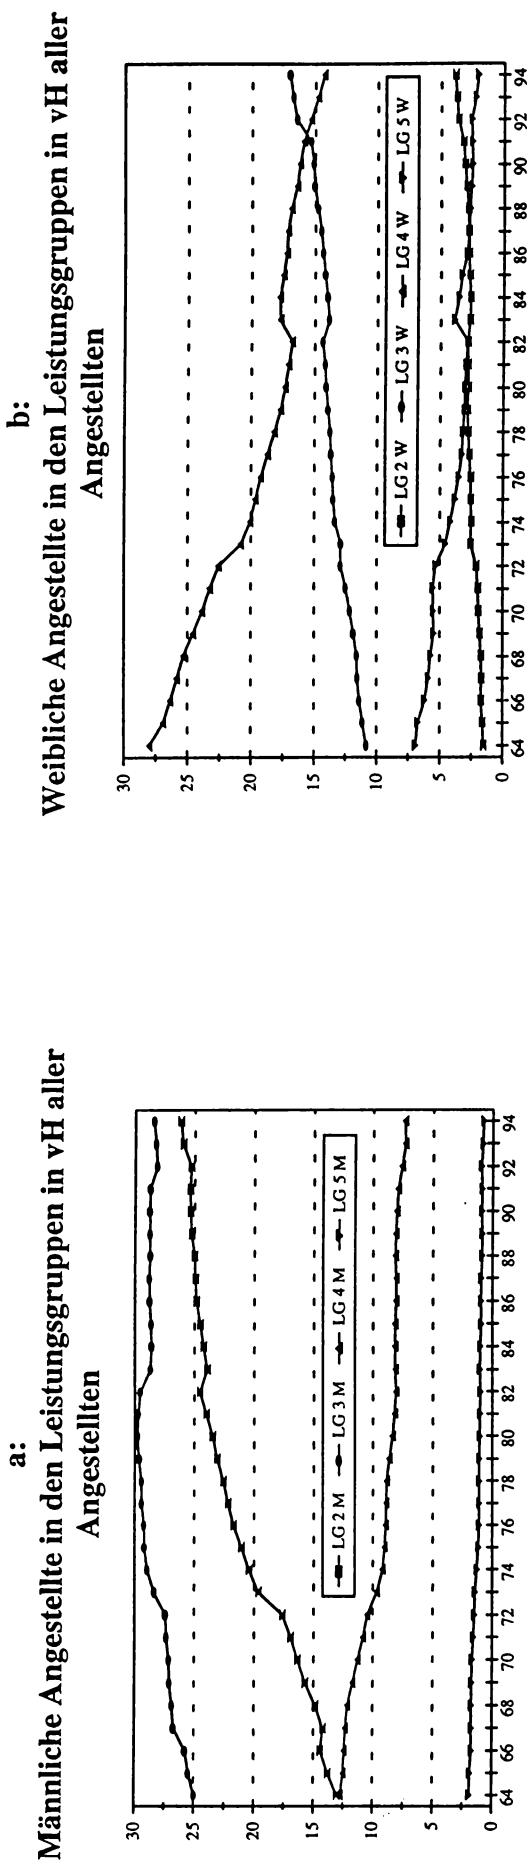 a:
Männliche Angestellte in den Leistungsgruppen in vH aller
Angestellten
30
25
20
15
10
5
0
LG 2 M LG 3 M LG 4 M LG 5 M
64 66 68 70 72 74 76 78 80 82 84 86 88 90 92 94
b:
Weibliche Angestellte in den Leistungsgruppen in vH aller
Angestellten
30
25
20
15
10
5
0
LG 2 W LG 3 W LG 4 W LG 5 W
64 66 68 70 72 74 76 78 80 82 84 86 88 90 92 94